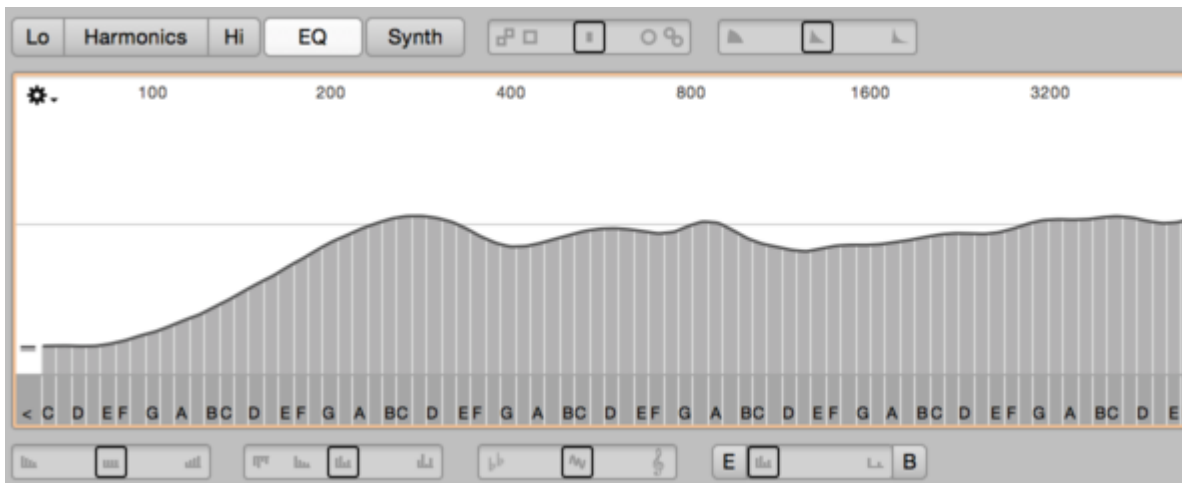 Lo Harmonics Hi EQ Synth
100 200 400 800 1600 3200
< C D E F G A B C D E F G A B C D E F G A B C D E F G A B C D E F G A B C D E F G A B C D E
E B